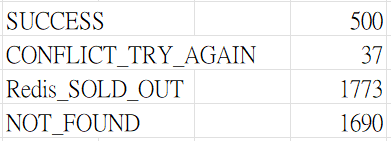 SUCCESS 500
CONFLICT_TRY_AGAIN 37
Redis_SOLD_OUT 1773
NOT_FOUND 1690